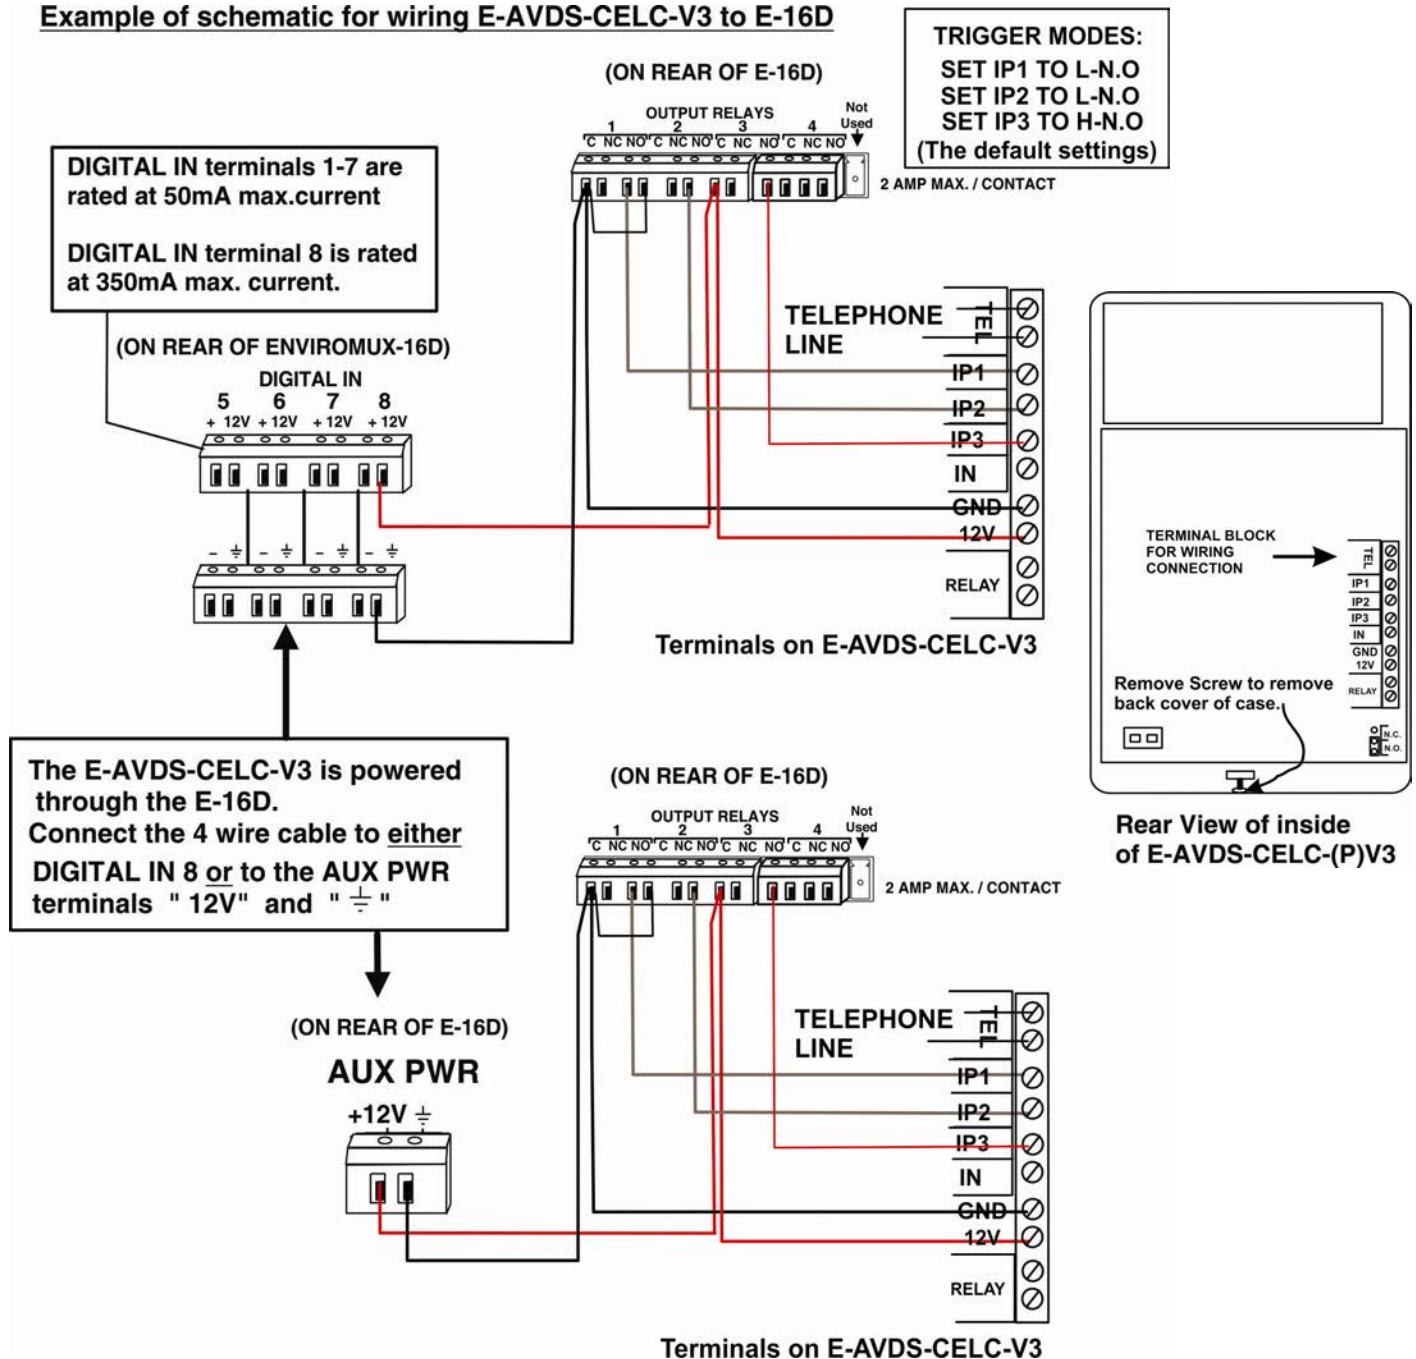 Example of schematic for wiring E-AVDS-CELC-V3 to E-16D
TRIGGER MODES:
SET IP1 TO L-N.O
SET IP2 TO L-N.O
SET IP3 TO H-N.O
(The default settings)
(ON REAR OF E-16D)
OUTPUT RELAYS
Not
Used
1 2 3 4
C NC NO C NC NO C NC NO C NC NO
2 AMP MAX. / CONTACT
DIGITAL IN terminals 1-7 are
rated at 50mA max.current
DIGITAL IN terminal 8 is rated
at 350mA max. current.
(ON REAR OF ENVIROMUX-16D)
DIGITAL IN
5 6 7 8
+ 12V + 12V + 12V + 12V
- ⏚ - ⏚ - ⏚ - ⏚
TELEPHONE
LINE
TEL
IP1
IP2
IP3
IN
GND
12V
RELAY
Terminals on E-AVDS-CELC-V3
TERMINAL BLOCK
FOR WIRING
CONNECTION
TEL
IP1
IP2
IP3
IN
GND
12V
RELAY
Remove Screw to remove
back cover of case.
N.C.
N.O.
Rear View of inside
of E-AVDS-CELC-(P)V3
The E-AVDS-CELC-V3 is powered
through the E-16D.
Connect the 4 wire cable to either
DIGITAL IN 8 or to the AUX PWR
terminals " 12V" and " ⏚ "
(ON REAR OF E-16D)
OUTPUT RELAYS
Not
Used
1 2 3 4
C NC NO C NC NO C NC NO C NC NO
2 AMP MAX. / CONTACT
(ON REAR OF E-16D)
AUX PWR
+12V ⏚
TELEPHONE
LINE
TEL
IP1
IP2
IP3
IN
GND
12V
RELAY
Terminals on E-AVDS-CELC-V3